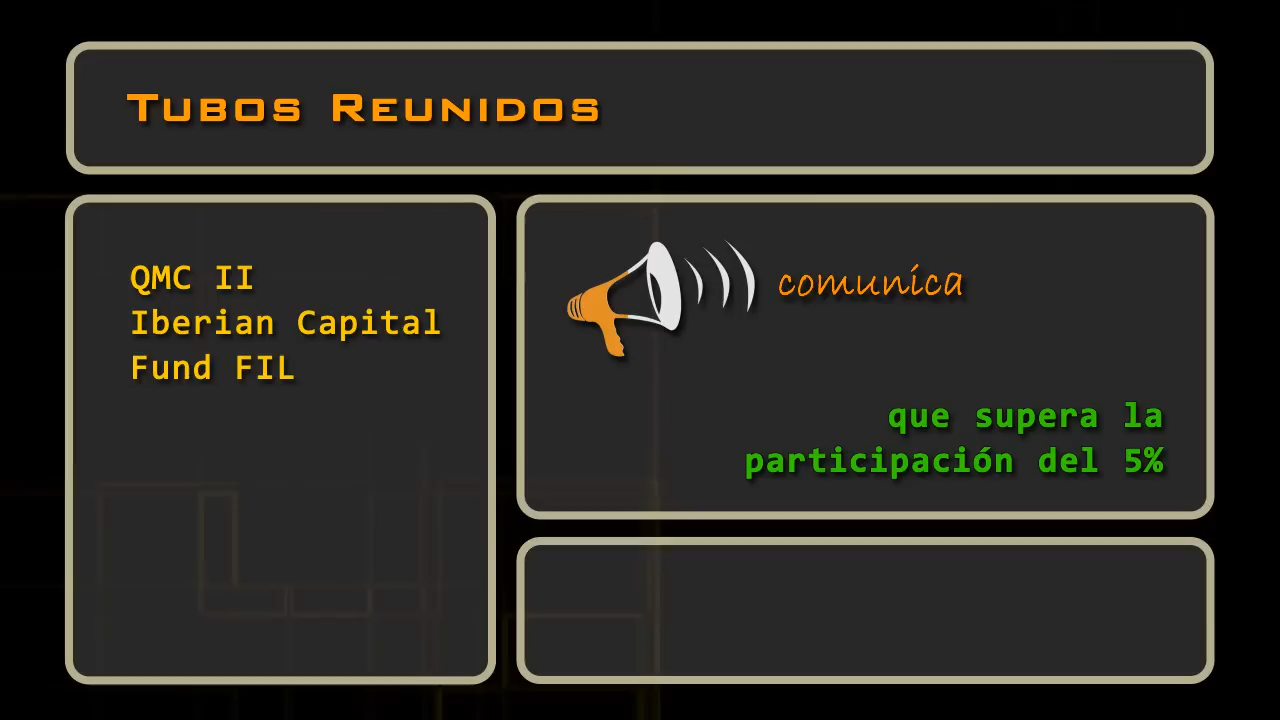 Tubos Reunidos
QMC II
Iberian Capital
Fund FIL
comunica
que supera la
participación del 5%